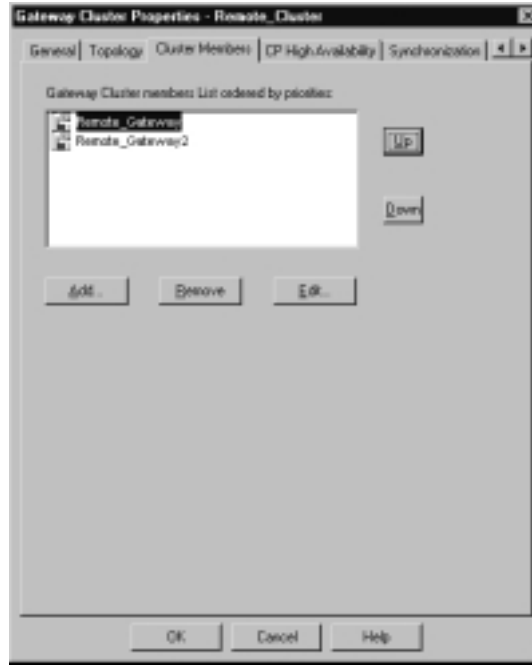 Gateway Cluster Properties - Remote_Cluster
General Topology Cluster Members CP High Availability Synchronization
Gateway Cluster members List ordered by priorities:
Remote_Gateway
Remote_Gateway2
Up
Down
Add... Remove Edit...
OK Cancel Help